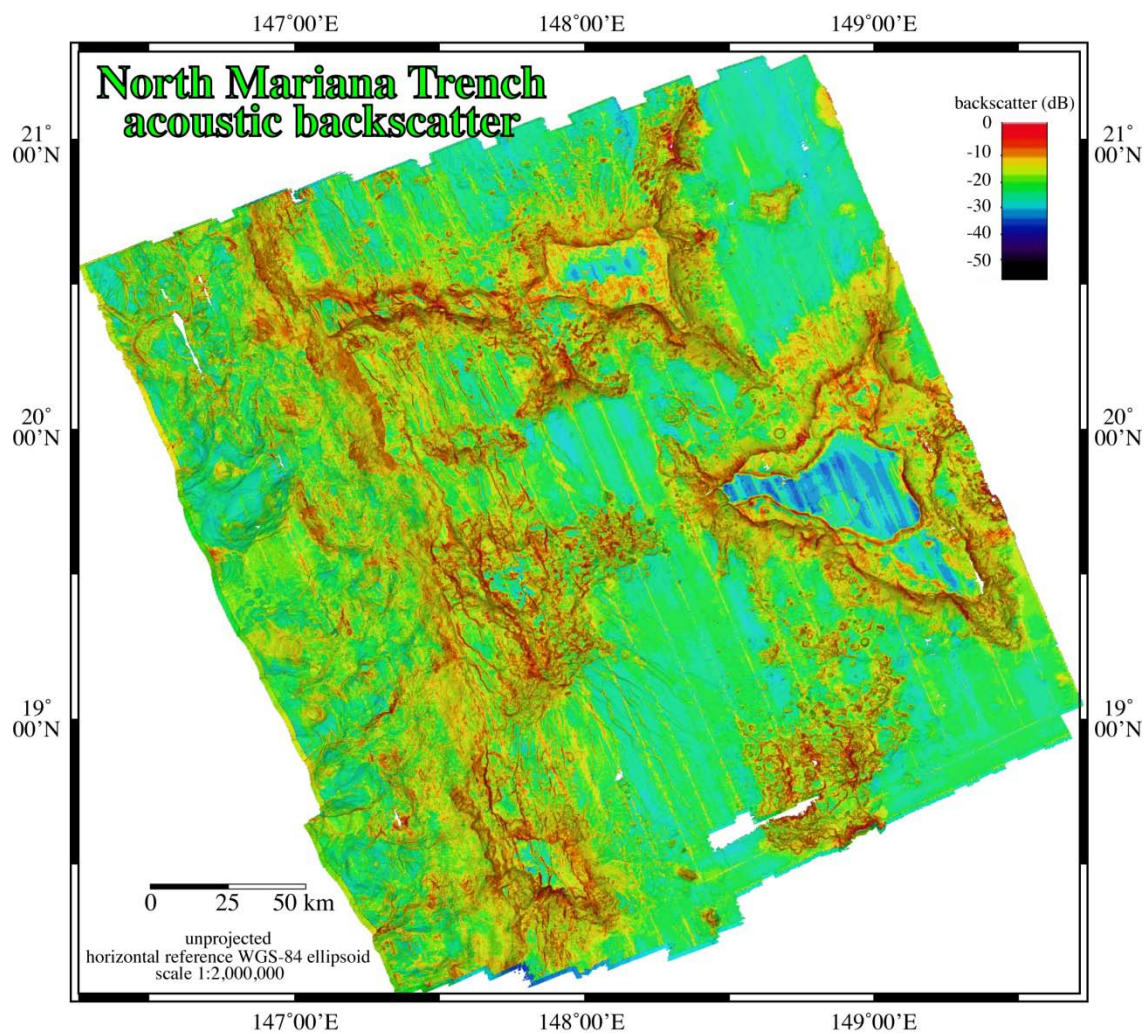 147°00'E 148°00'E 149°00'E
North Mariana Trench
acoustic backscatter
backscatter (dB)
0
-10
-20
-30
-40
-50
21°
00'N
21°
00'N
20°
00'N
20°
00'N
19°
00'N
19°
00'N
0 25 50 km
unprojected
horizontal reference WGS-84 ellipsoid
scale 1:2,000,000
147°00'E 148°00'E 149°00'E